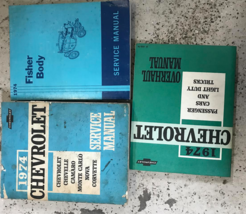 1974
Fisher
Body
SERVICE MANUAL
1974
CHEVROLET
CHEVROLET
CHEVELLE
CAMARO
MONTE CARLO
NOVA
CORVETTE
SERVICE
MANUAL
1974
CHEVROLET
PASSENGER
CARS AND
LIGHT DUTY
TRUCKS
OVERHAUL
MANUAL